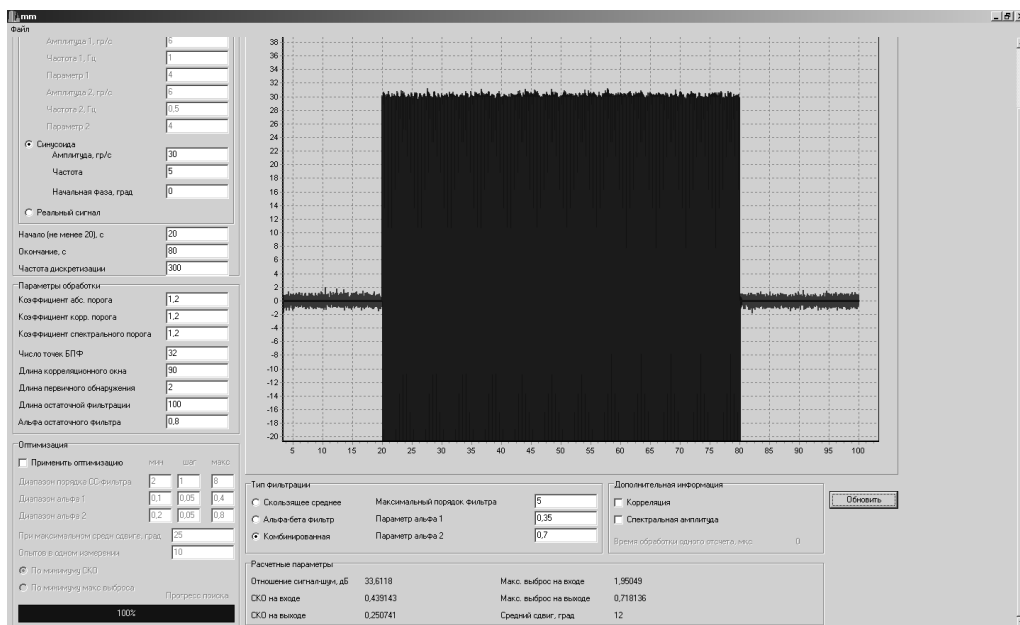 mm
Файл
Амплитуда 1, гр/с 6
Частота 1, Гц 1
Параметр 1 4
Амплитуда 2, гр/с 6
Частота 2, Гц 0,5
Параметр 2 4
Синусоида
Амплитуда, гр/с 30
Частота 5
Начальная фаза, град 0
Реальный сигнал
Начало (не менее 20), с 20
Окончание, с 80
Частота дискретизации 300
Параметры обработки
Коэффициент абс. порога 1,2
Коэфф. корр. порога 1,2
Коэффициент спектрального порога 1,2
Число точек БПФ 32
Длина корреляционного окна 90
Длина первичного обнаружения 2
Длина остаточной фильтрации 100
Альфа остаточного фильтра 0,8
Оптимизация
Применить оптимизацию мин шаг макс
Диапазон порядка СС-Фильтра 2 1 8
Диапазон альфа 1 0,1 0,05 0,4
Диапазон альфа 2 0,2 0,05 0,8
При максимальном средн сдвиге, град 25
Опытов в одном измерении 10
По минимуму СКО
По минимуму макс выброса
Прогресс поиска
100%
38
36
34
32
30
28
26
24
22
20
18
16
14
12
10
8
6
4
2
0
-2
-4
-6
-8
-10
-12
-14
-16
-18
-20
5 10 15 20 25 30 35 40 45 50 55 60 65 70 75 80 85 90 95 100
Тип фильтрации
Скользящее среднее Максимальный порядок фильтра 5
Альфа-бета фильтр Параметр альфа 1 0,35
Комбинированная Параметр альфа 2 0,7
Дополнительная информация
Корреляция
Спектральная амплитуда
Время обработки одного отсчета, мкс 0
Обновить
Расчетные параметры
Отношение сигнал-шум, дБ 33,6118 Макс. выброс на входе 1,95049
СКО на входе 0,439143 Макс. выброс на выходе 0,718136
СКО на выходе 0,250741 Средний сдвиг, град 12